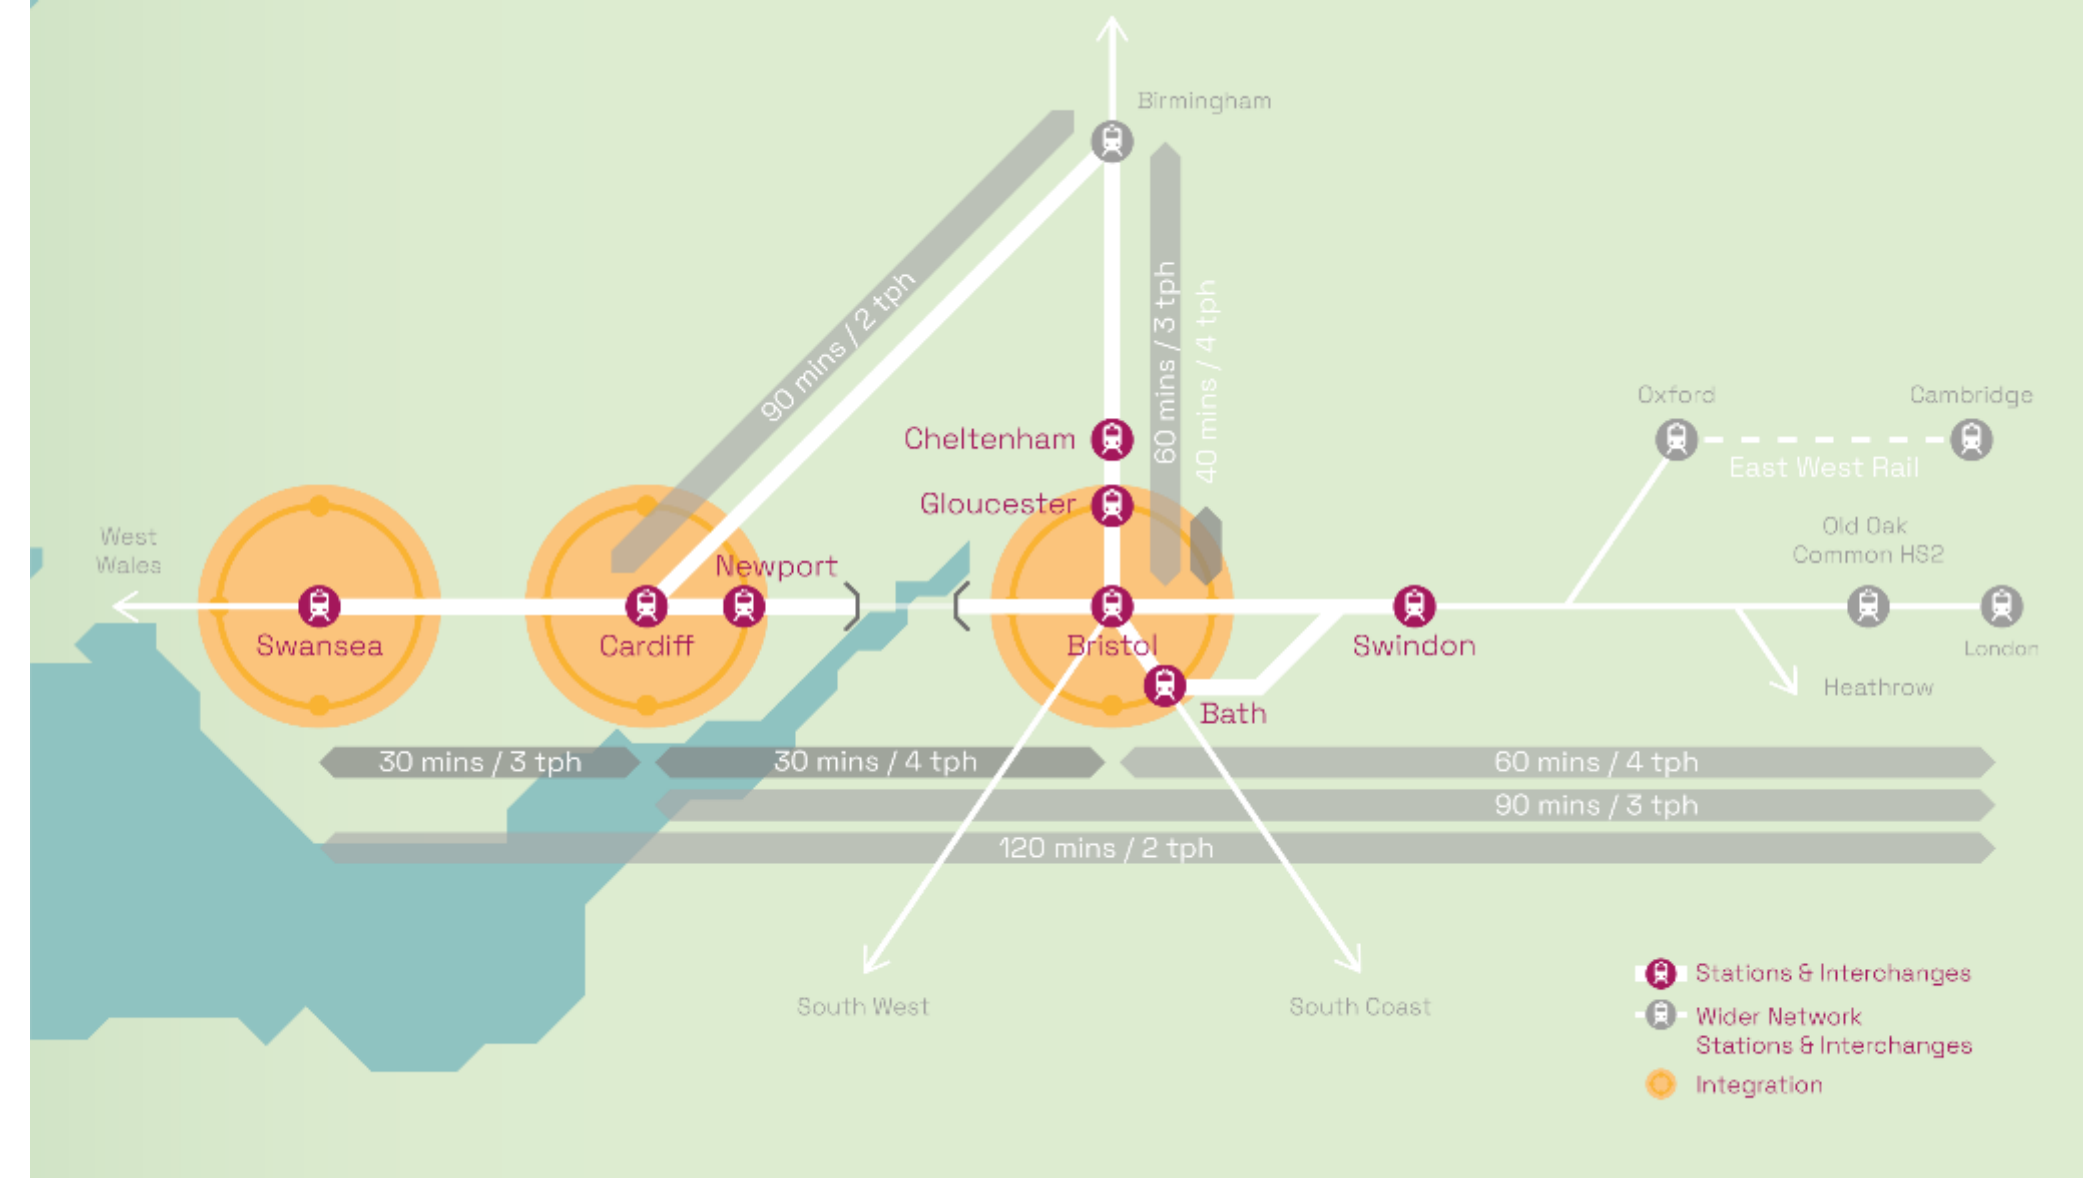 Birmingham
90 mins / 2 tph
60 mins / 3 tph
40 mins / 4 tph
Oxford
Cambridge
Cheltenham
East West Rail
Gloucester
West
Wales
Newport
Old Oak
Common HS2
Swansea
Cardiff
Bristol
Swindon
London
Heathrow
Bath
30 mins / 3 tph
30 mins / 4 tph
60 mins / 4 tph
90 mins / 3 tph
120 mins / 2 tph
South West
South Coast
Stations & Interchanges
Wider Network
Stations & Interchanges
Integration